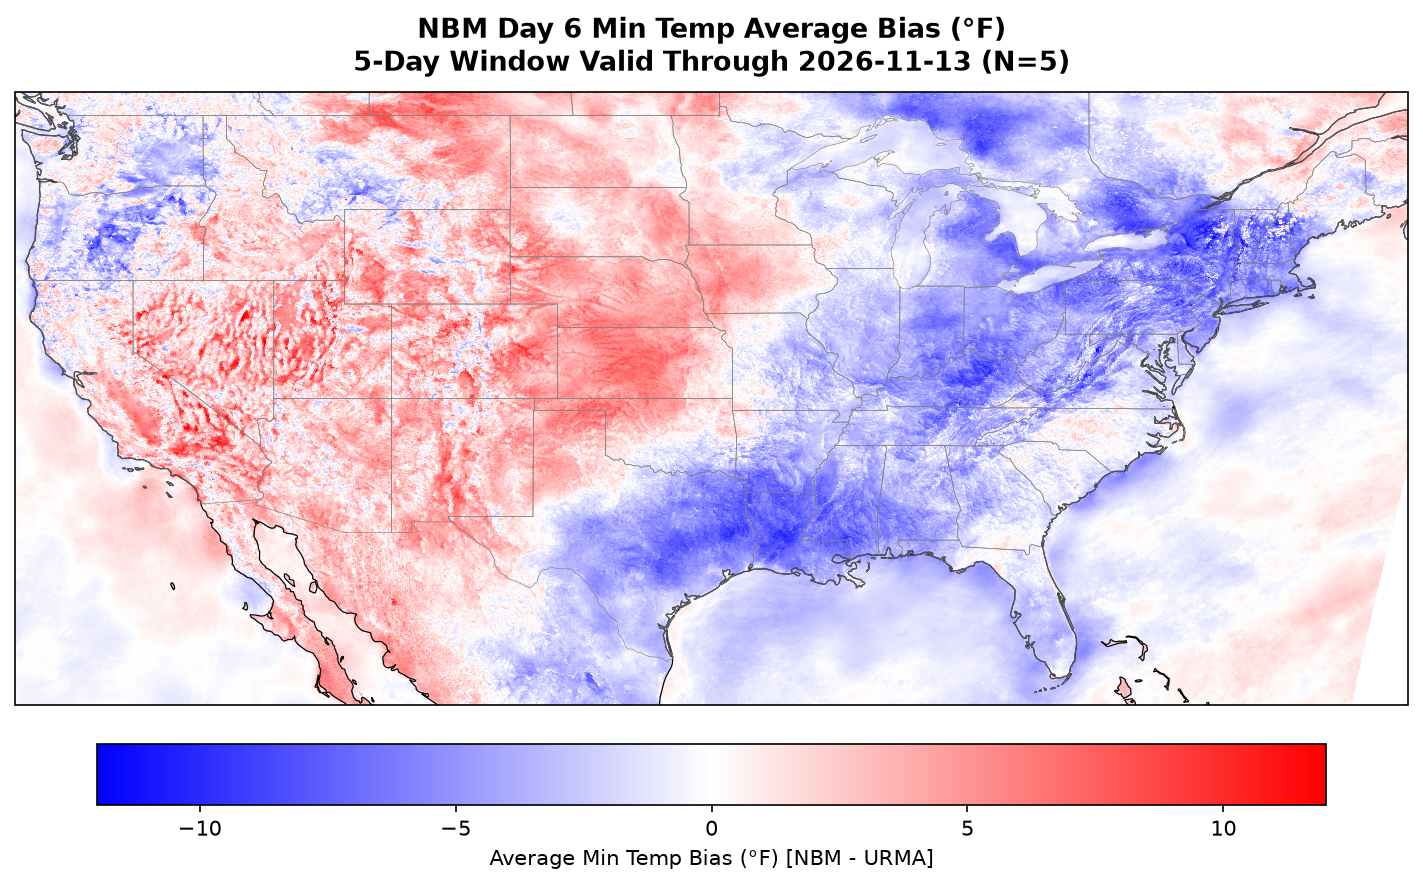 NBM Day 6 Min Temp Average Bias (°F)
5-Day Window Valid Through 2026-11-13 (N=5)
−10 −5 0 5 10
Average Min Temp Bias (°F) [NBM - URMA]